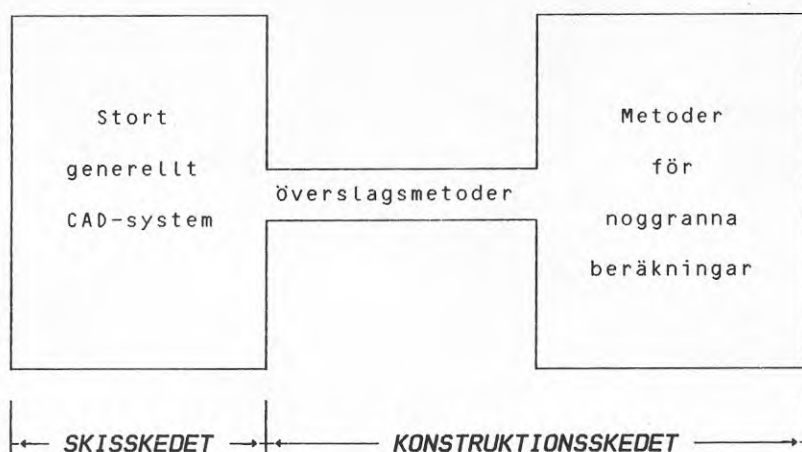 Stort
generellt
CAD-system
överslagsmetoder
Metoder
för
noggranna
beräkningar
SKISSKEDET
KONSTRUKTIONSSKEDET